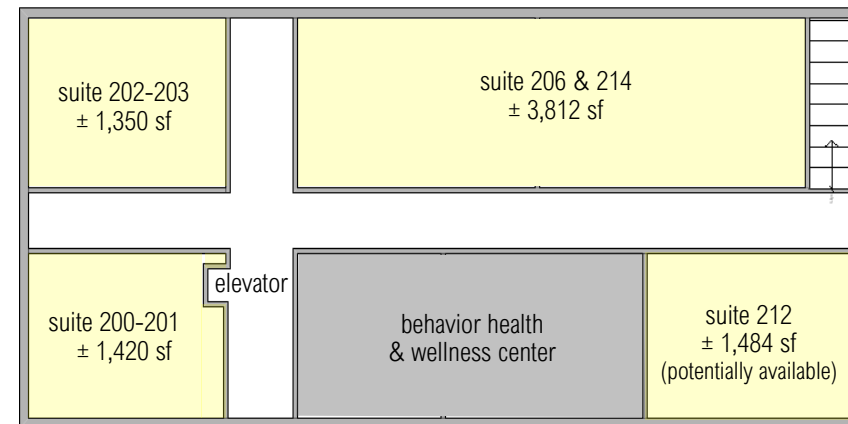 suite 202-203
± 1,350 sf
suite 206 & 214
± 3,812 sf
elevator
suite 200-201
± 1,420 sf
behavior health
& wellness center
suite 212
± 1,484 sf
(potentially available)